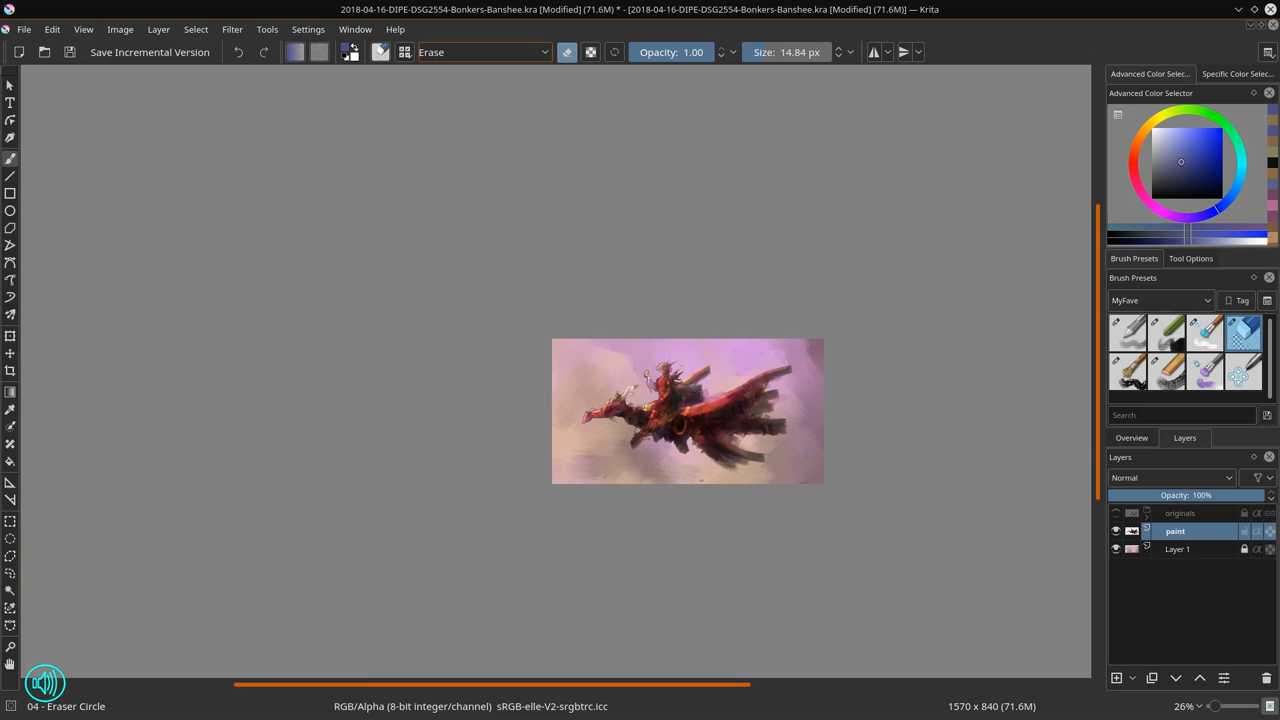 2018-04-16-DIPE-DSG2554-Bonkers-Banshee.kra [Modified] (71.6M) * - [2018-04-16-DIPE-DSG2554-Bonkers-Banshee.kra [Modified] (71.6M)] — Krita
File Edit View Image Layer Select Filter Tools Settings Window Help
Save Incremental Version
Erase
Opacity: 1.00
Size: 14.84 px
Advanced Color Selec...
Specific Color Selec...
Advanced Color Selector
Brush Presets
Tool Options
Brush Presets
MyFave
Tag
Search
Overview
Layers
Layers
Normal
Opacity: 100%
originals
paint
Layer 1
04 - Eraser Circle
RGB/Alpha (8-bit integer/channel) sRGB-elle-V2-srgbtrc.icc
1570 x 840 (71.6M)
26%